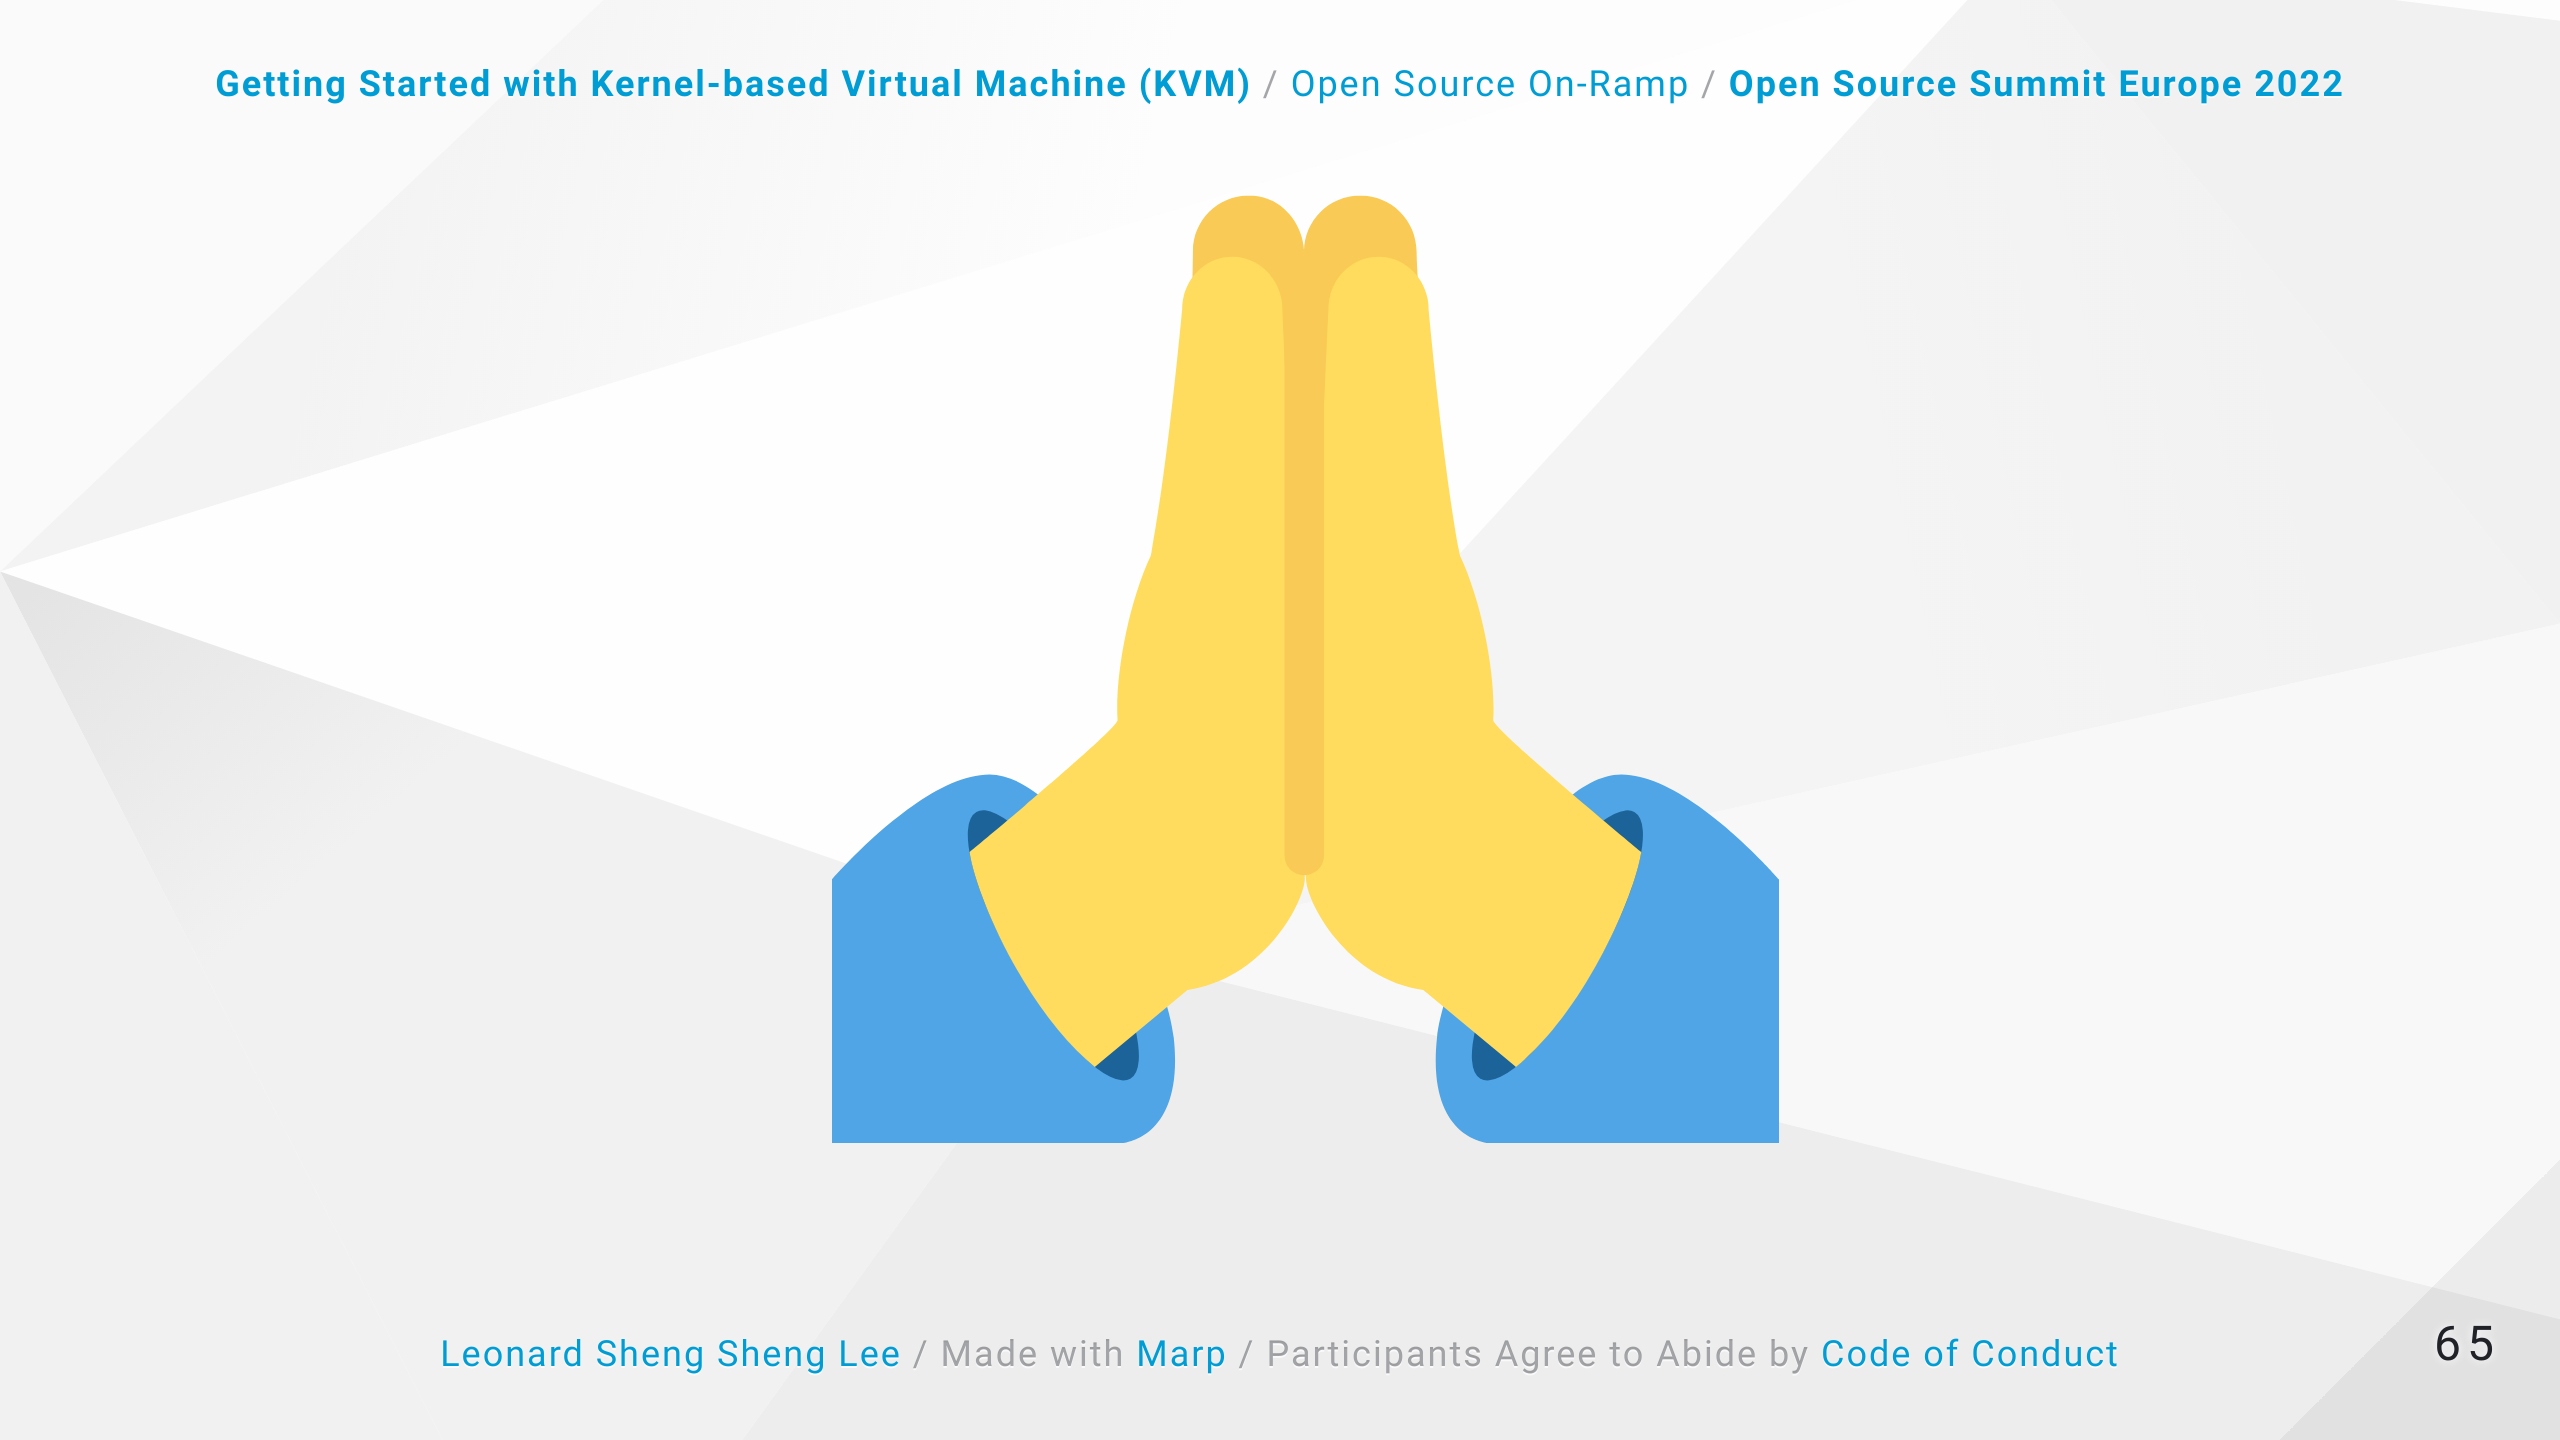 Getting Started with Kernel-based Virtual Machine (KVM) / Open Source On-Ramp / Open Source Summit Europe 2022
Leonard Sheng Sheng Lee / Made with Marp / Participants Agree to Abide by Code of Conduct
65